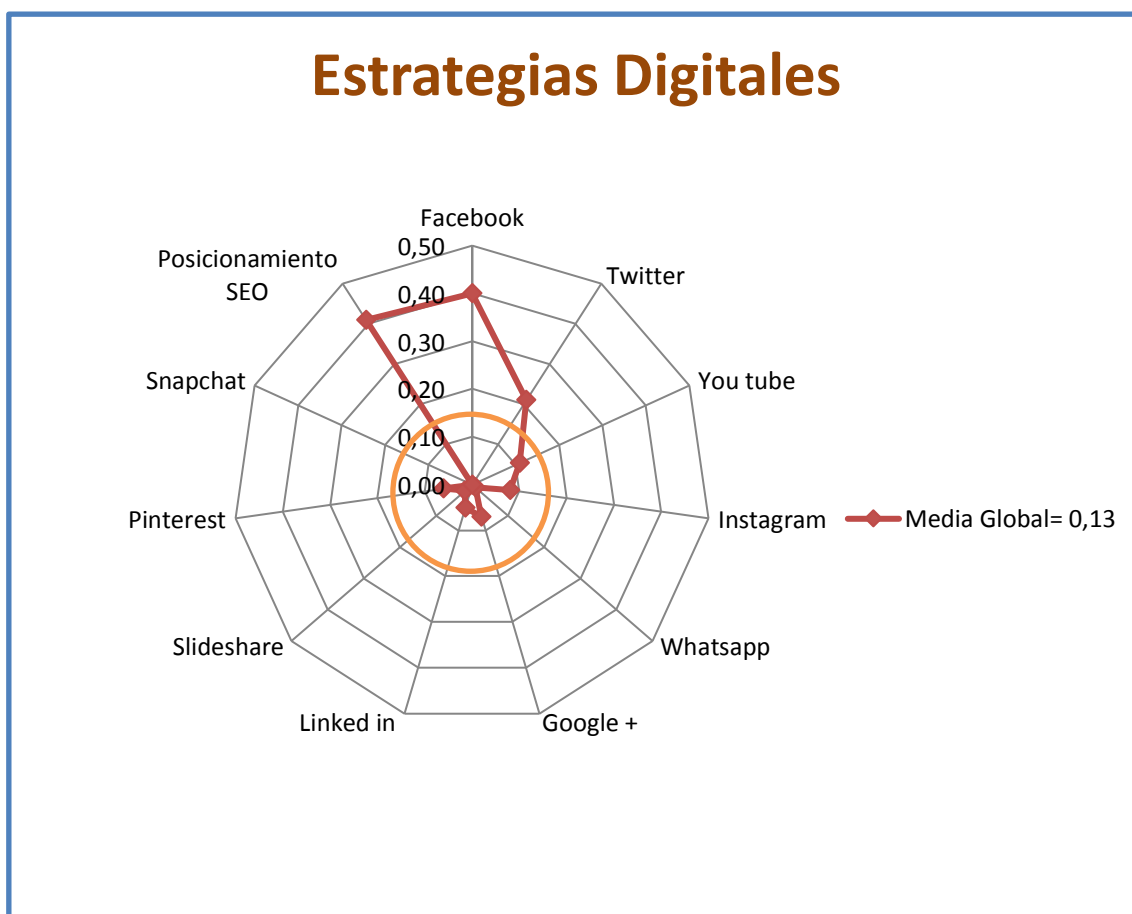 Estrategias Digitales
Facebook
Posicionamiento
SEO
Twitter
Snapchat
You tube
Pinterest
Instagram
Slideshare
Whatsapp
Linked in
Google +
0,50
0,40
0,30
0,20
0,10
0,00
Media Global= 0,13